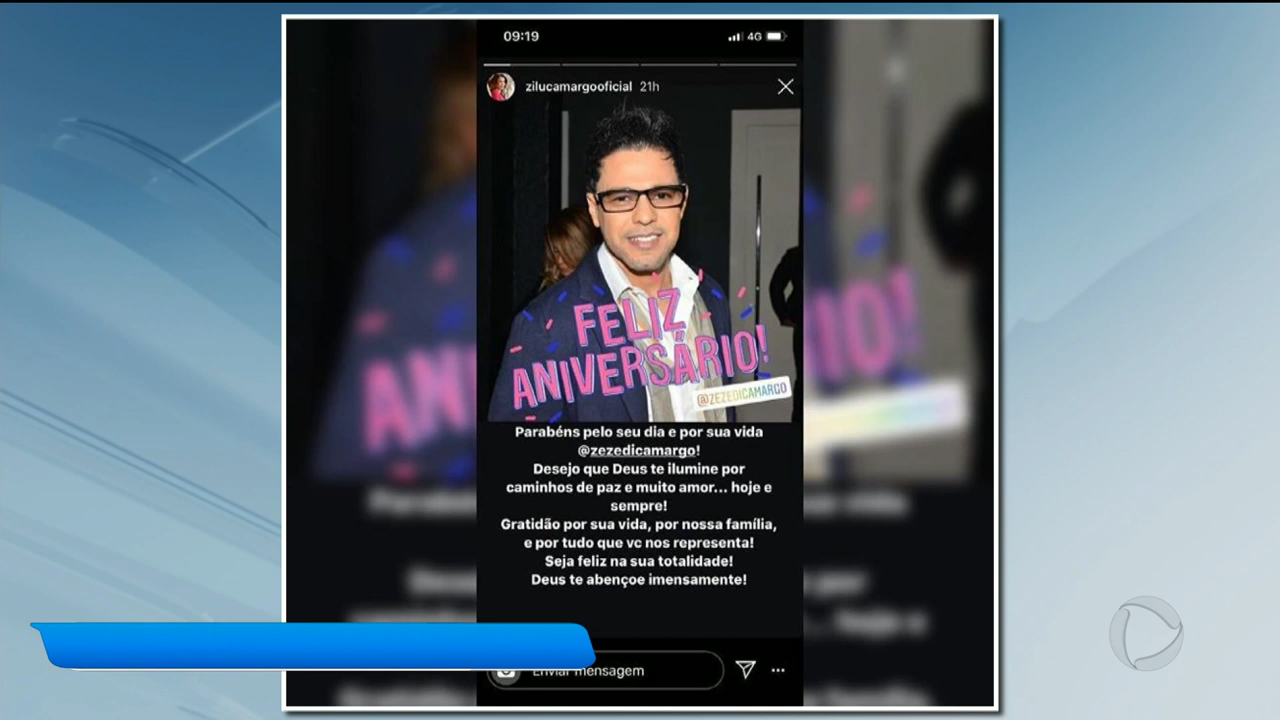 09:19
4G
zilucamargooficial 21h
FELIZ
ANIVERSÁRIO!
@ZEZEDICAMARGO
Parabéns pelo seu dia e por sua vida
@zezedicamargo!
Desejo que Deus te ilumine por
caminhos de paz e muito amor... hoje e
sempre!
Gratidão por sua vida, por nossa família,
e por tudo que vc nos representa!
Seja feliz na sua totalidade!
Deus te abençoe imensamente!
Enviar mensagem